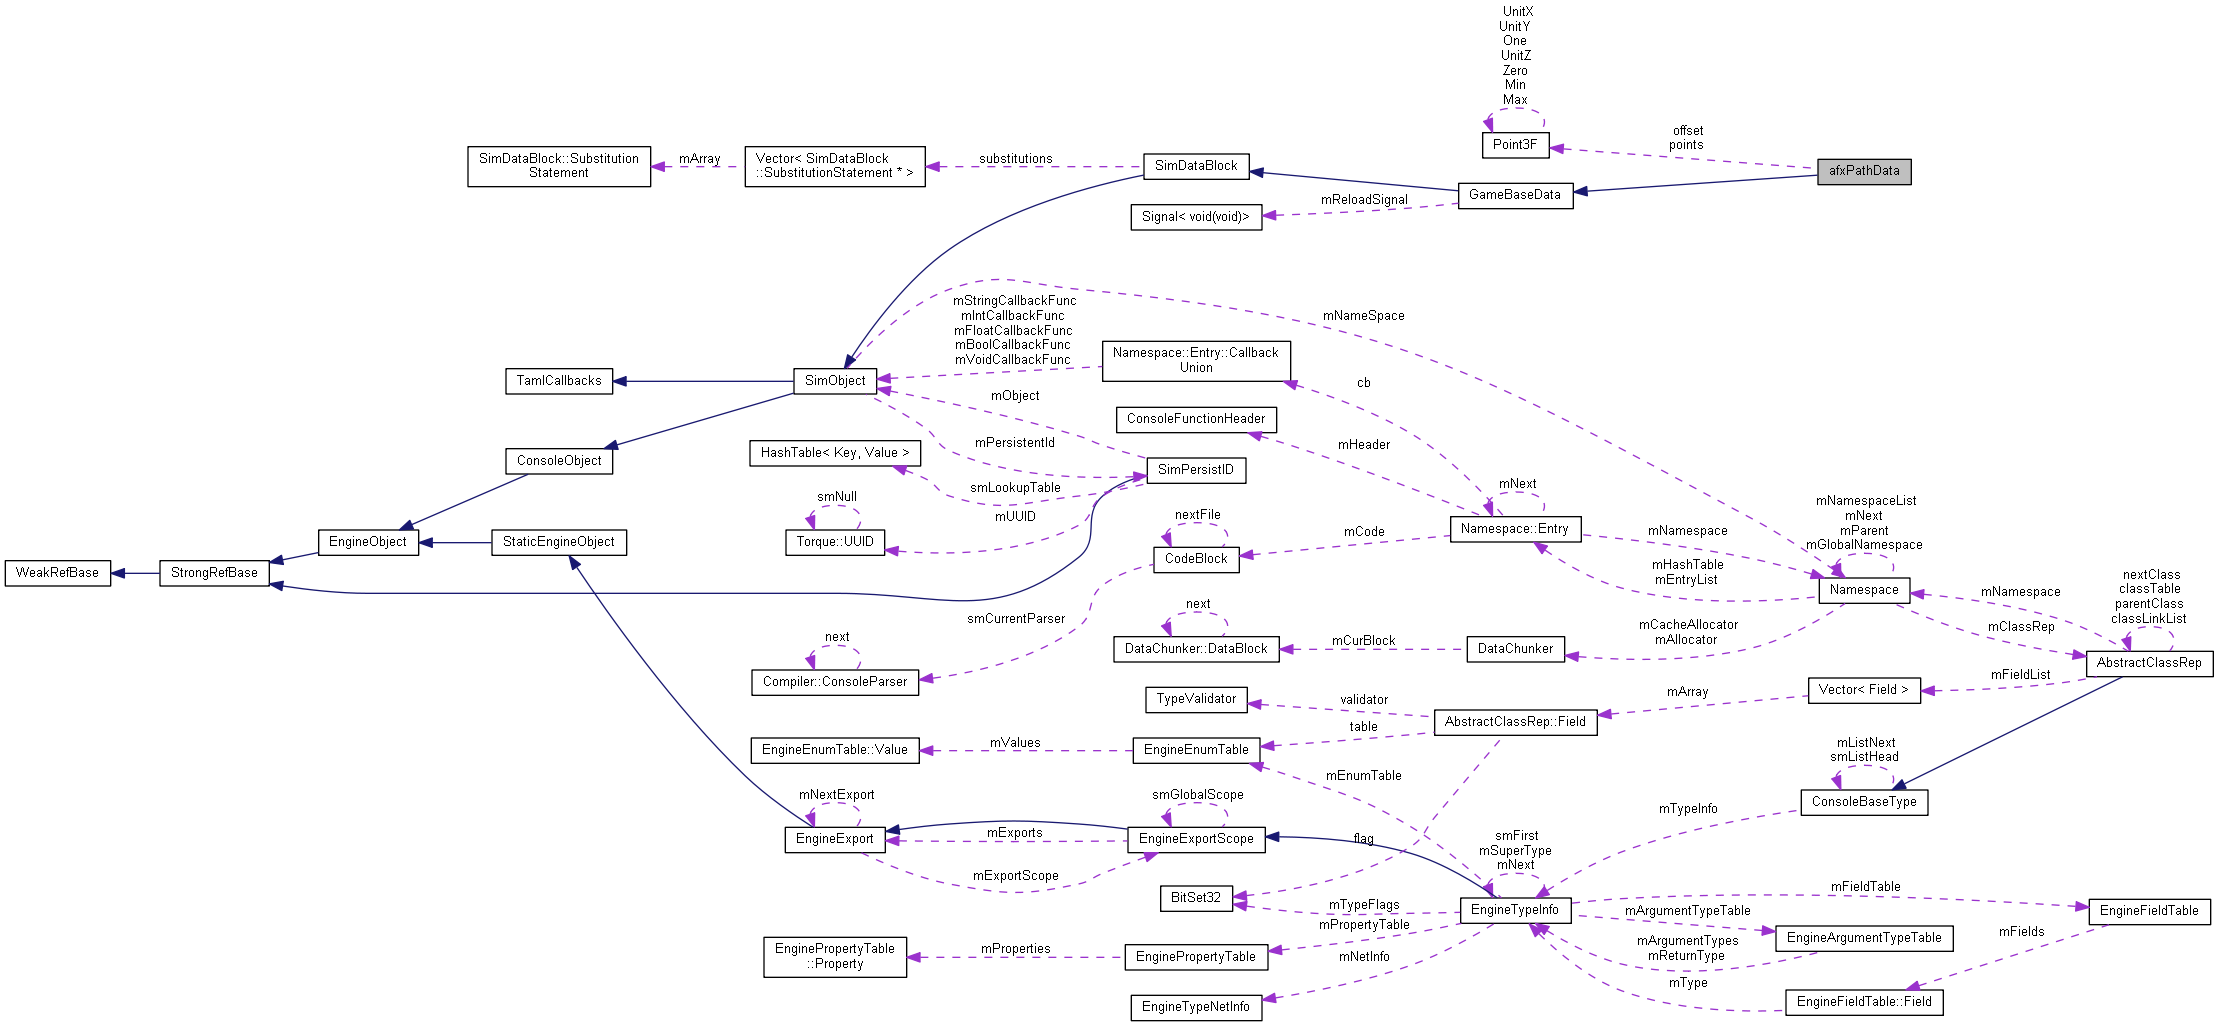 UnitX
UnitY
One
UnitZ
Zero
Min
Max
offset
points
Point3F
afxPathData
SimDataBlock::Substitution
Statement
mArray
Vector< SimDataBlock
::SubstitutionStatement * >
substitutions
SimDataBlock
GameBaseData
mReloadSignal
Signal< void(void)>
mStringCallbackFunc
mIntCallbackFunc
mFloatCallbackFunc
mBoolCallbackFunc
mVoidCallbackFunc
mNameSpace
Namespace::Entry::Callback
Union
TamlCallbacks
SimObject
cb
mObject
ConsoleFunctionHeader
mHeader
mPersistentId
HashTable< Key, Value >
ConsoleObject
SimPersistID
smLookupTable
mNext
smNull
mUUID
nextFile
mNamespaceList
mNext
mParent
mGlobalNamespace
Namespace::Entry
mNamespace
mCode
EngineObject
StaticEngineObject
Torque::UUID
CodeBlock
mHashTable
mEntryList
WeakRefBase
StrongRefBase
Namespace
nextClass
classTable
parentClass
classLinkList
mNamespace
next
smCurrentParser
mCacheAllocator
mAllocator
mClassRep
next
DataChunker::DataBlock
mCurBlock
DataChunker
AbstractClassRep
Compiler::ConsoleParser
mFieldList
Vector< Field >
mArray
TypeValidator
validator
AbstractClassRep::Field
table
EngineEnumTable::Value
mValues
EngineEnumTable
mListNext
smListHead
mEnumTable
ConsoleBaseType
mNextExport
smGlobalScope
mTypeInfo
EngineExport
mExports
EngineExportScope
flag
smFirst
mSuperType
mNext
mExportScope
BitSet32
mTypeFlags
EngineTypeInfo
mFieldTable
EngineFieldTable
mArgumentTypeTable
mPropertyTable
EngineArgumentTypeTable
mFields
mArgumentTypes
mReturnType
EnginePropertyTable
::Property
mProperties
EnginePropertyTable
mNetInfo
mType
EngineFieldTable::Field
EngineTypeNetInfo